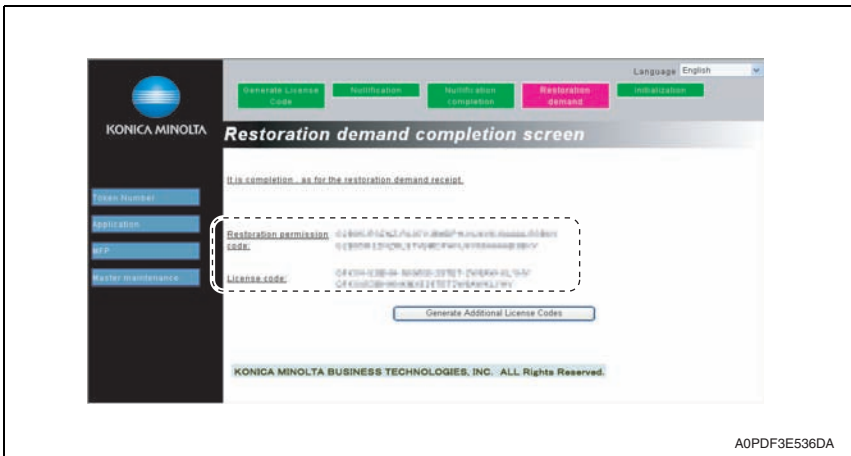 Language English
Generate License Code
Nullification
Nullification completion
Restoration demand
Initialization
KONICA MINOLTA
Restoration demand completion screen
It is completion as for the restoration demand receipt.
Token Number
Application
MFP
Master maintenance
Restoration permission
code:
License code:
Generate Additional License Codes
KONICA MINOLTA BUSINESS TECHNOLOGIES, INC. ALL Rights Reserved.
A0PDF3E536DA